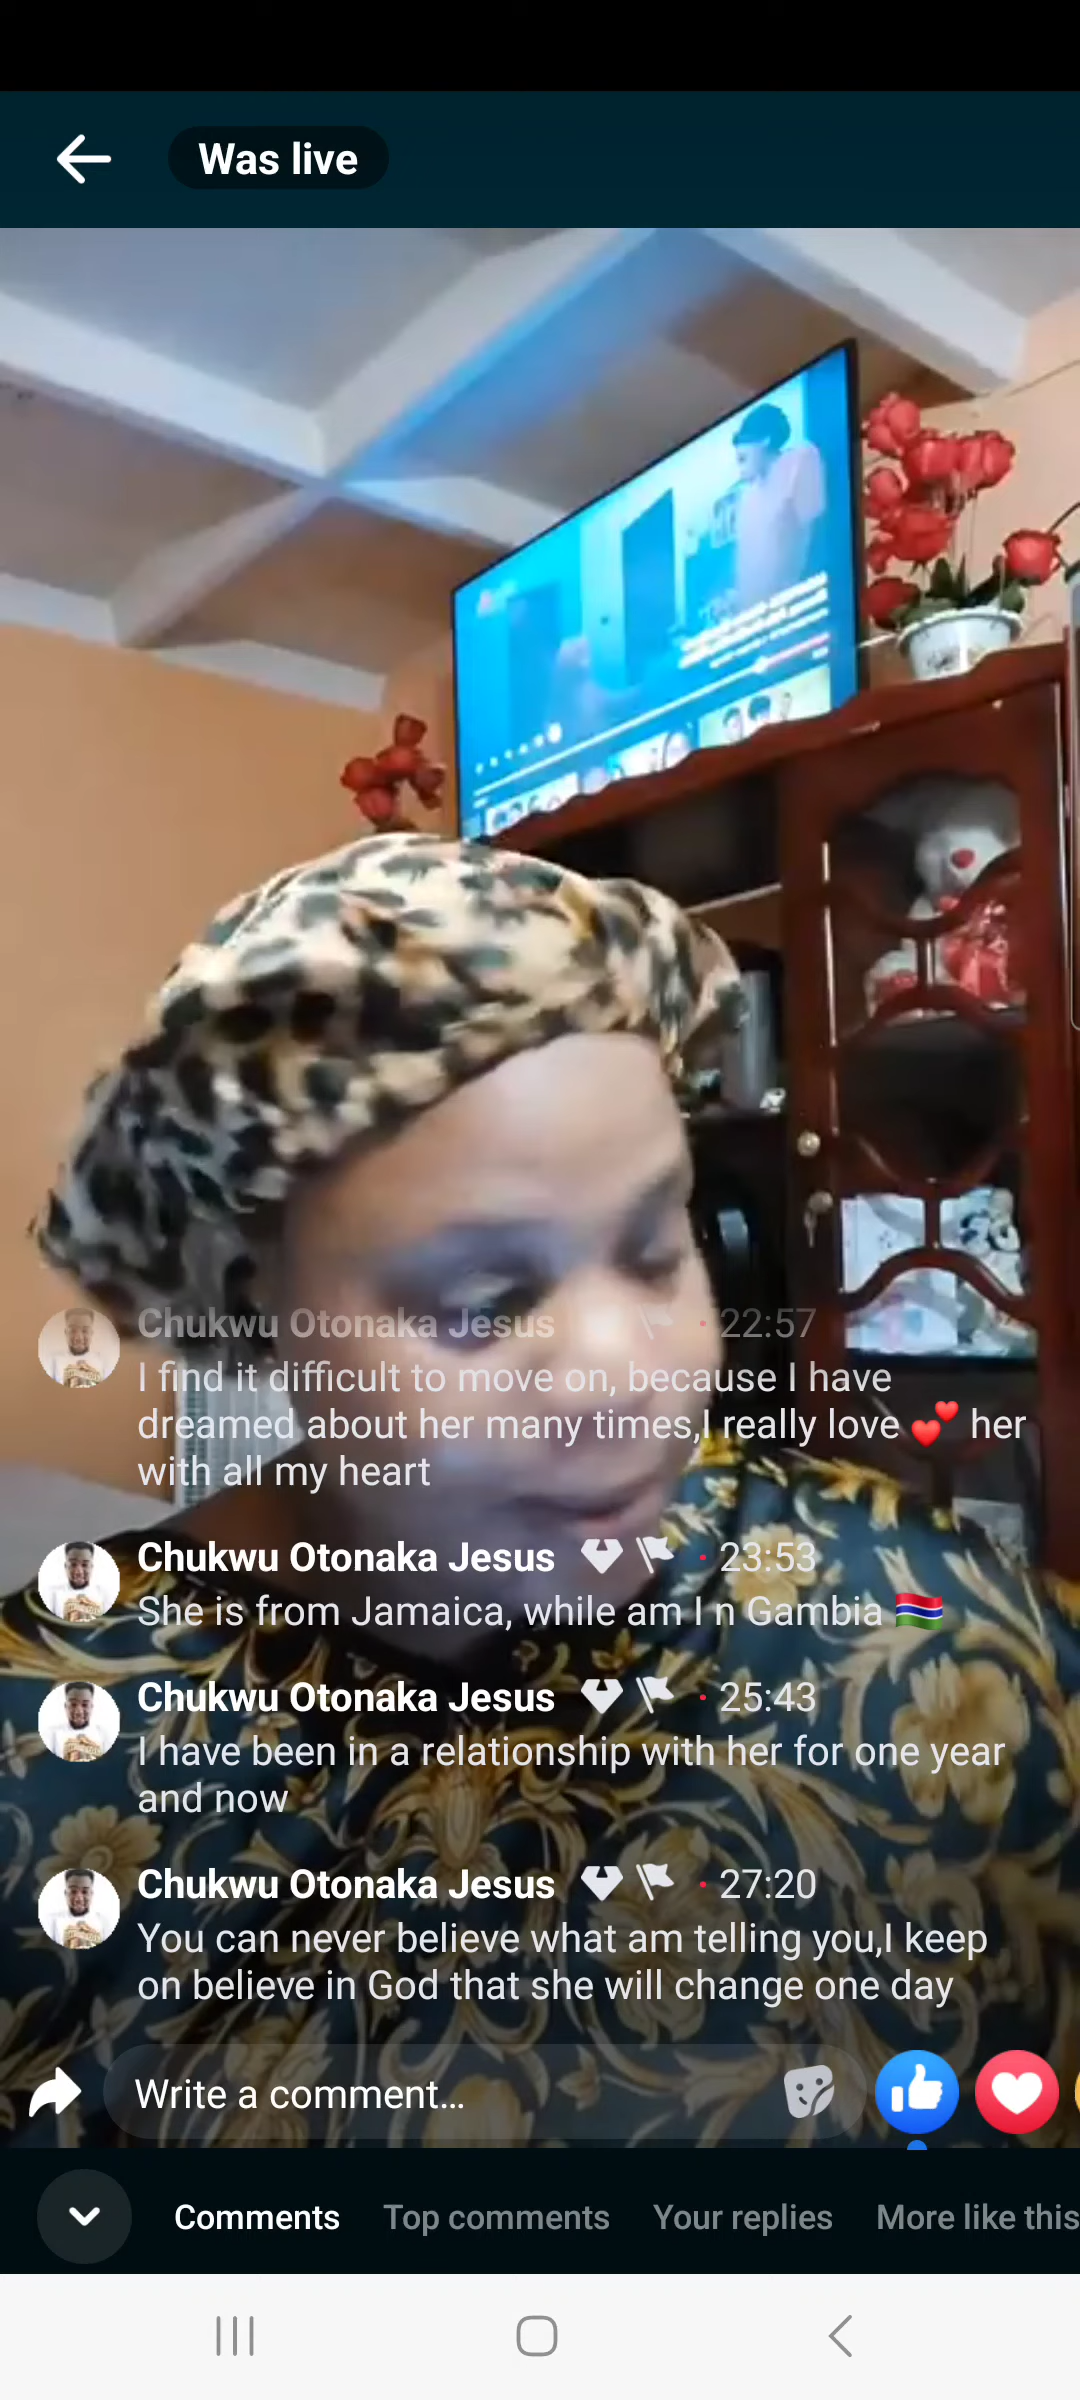 Was live
Chukwu Otonaka Jesus · 22:57
I find it difficult to move on, because I have
dreamed about her many times,I really love 💕 her
with all my heart
Chukwu Otonaka Jesus · 23:53
She is from Jamaica, while am I n Gambia 🇬🇲
Chukwu Otonaka Jesus · 25:43
I have been in a relationship with her for one year
and now
Chukwu Otonaka Jesus · 27:20
You can never believe what am telling you,I keep
on believe in God that she will change one day
Write a comment...
Comments Top comments Your replies More like this